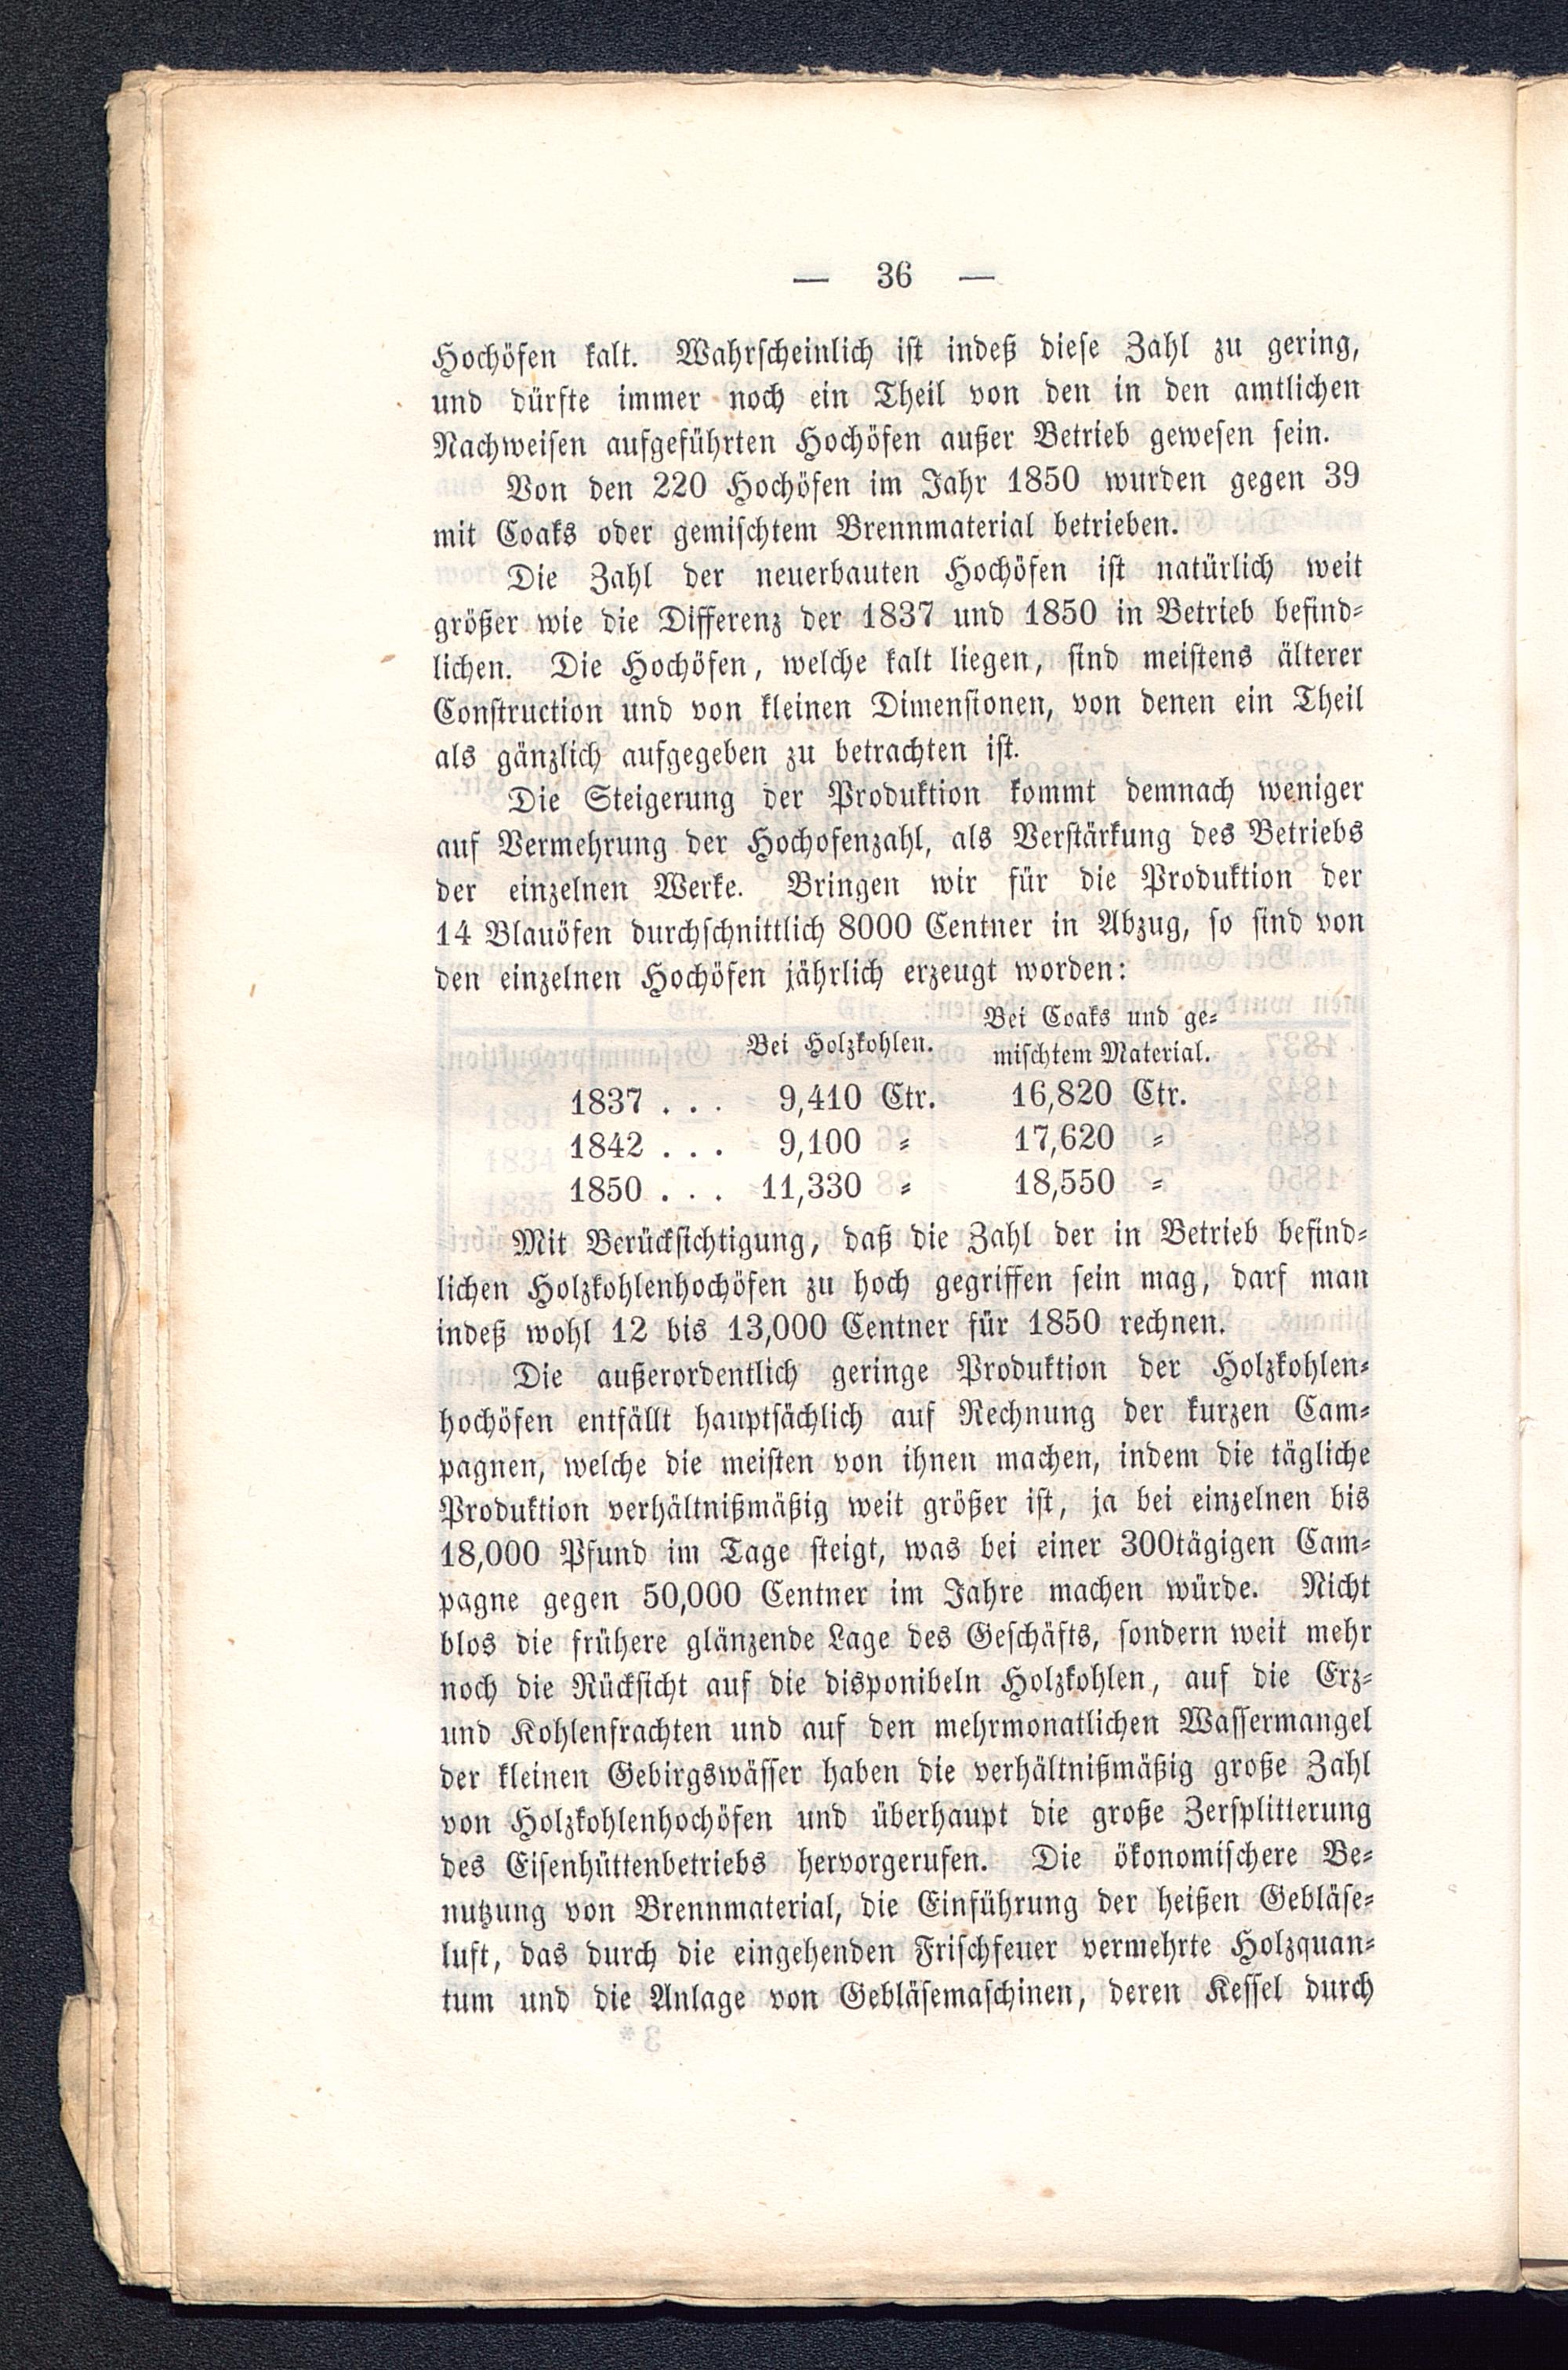 — 36 —
Hochöfen kalt. Wahrscheinlich ist indeß diese Zahl zu gering,
und dürfte immer noch ein Theil von den in den amtlichen
Nachweisen aufgeführten Hochöfen außer Betrieb gewesen sein.
Von den 220 Hochöfen im Jahr 1850 wurden gegen 39
mit Coaks oder gemischtem Brennmaterial betrieben.
Die Zahl der neuerbauten Hochöfen ist natürlich weit
größer wie die Differenz der 1837 und 1850 in Betrieb befind-
lichen. Die Hochöfen, welche kalt liegen, sind meistens älterer
Construction und von kleinen Dimensionen, von denen ein Theil
als gänzlich aufgegeben zu betrachten ist.
Die Steigerung der Produktion kommt demnach weniger
auf Vermehrung der Hochofenzahl, als Verstärkung des Betriebs
der einzelnen Werke. Bringen wir für die Produktion der
14 Blauöfen durchschnittlich 8000 Centner in Abzug, so sind von
den einzelnen Hochöfen jährlich erzeugt worden:
Bei Holzkohlen. Bei Coaks und ge-
mischtem Material.
1837 . . . 9,410 Ctr. 16,820 Ctr.
1842 . . . 9,100 = 17,620 =
1850 . . . 11,330 = 18,550 =
Mit Berücksichtigung, daß die Zahl der in Betrieb befind-
lichen Holzkohlenhochöfen zu hoch gegriffen sein mag, darf man
indeß wohl 12 bis 13,000 Centner für 1850 rechnen.
Die außerordentlich geringe Produktion der Holzkohlen-
hochöfen entfällt hauptsächlich auf Rechnung der kurzen Cam-
pagnen, welche die meisten von ihnen machen, indem die tägliche
Produktion verhältnißmäßig weit größer ist, ja bei einzelnen bis
18,000 Pfund im Tage steigt, was bei einer 300tägigen Cam-
pagne gegen 50,000 Centner im Jahre machen würde. Nicht
blos die frühere glänzende Lage des Geschäfts, sondern weit mehr
noch die Rücksicht auf die disponibeln Holzkohlen, auf die Erz-
und Kohlenfrachten und auf den mehrmonatlichen Wassermangel
der kleinen Gebirgswässer haben die verhältnißmäßig große Zahl
von Holzkohlenhochöfen und überhaupt die große Zersplitterung
des Eisenhüttenbetriebs hervorgerufen. Die ökonomischere Be-
nutzung von Brennmaterial, die Einführung der heißen Gebläse-
luft, das durch die eingehenden Frischfeuer vermehrte Holzquan-
tum und die Anlage von Gebläsemaschinen, deren Kessel durch